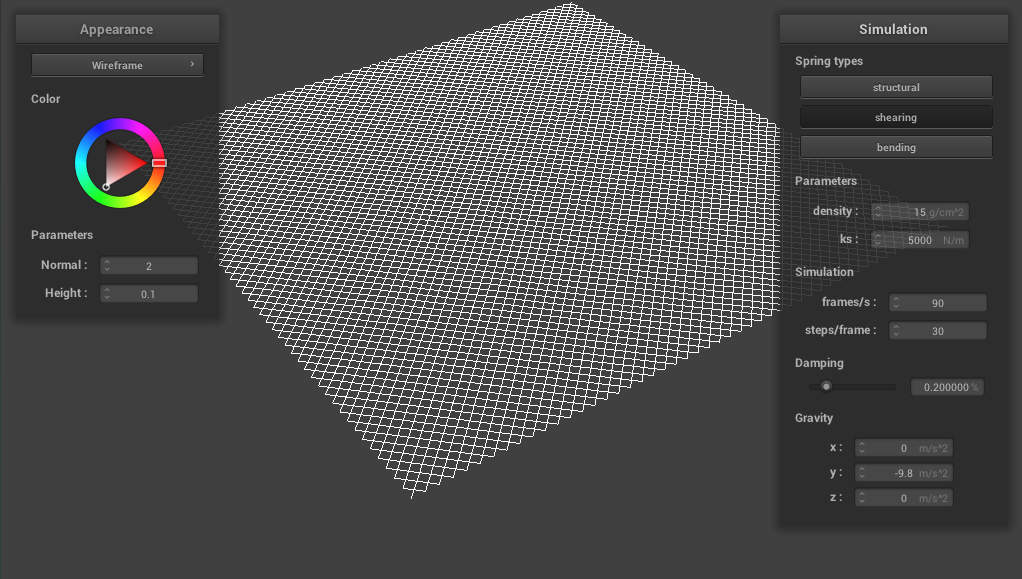 Appearance
Wireframe
Color
Parameters
Normal : 2
Height : 0.1
Simulation
Spring types
structural
shearing
bending
Parameters
density : 15 g/cm^2
ks : 5000 N/m
Simulation
frames/s : 90
steps/frame : 30
Damping
0.200000 %
Gravity
x : 0 m/s^2
y : -9.8 m/s^2
z : 0 m/s^2